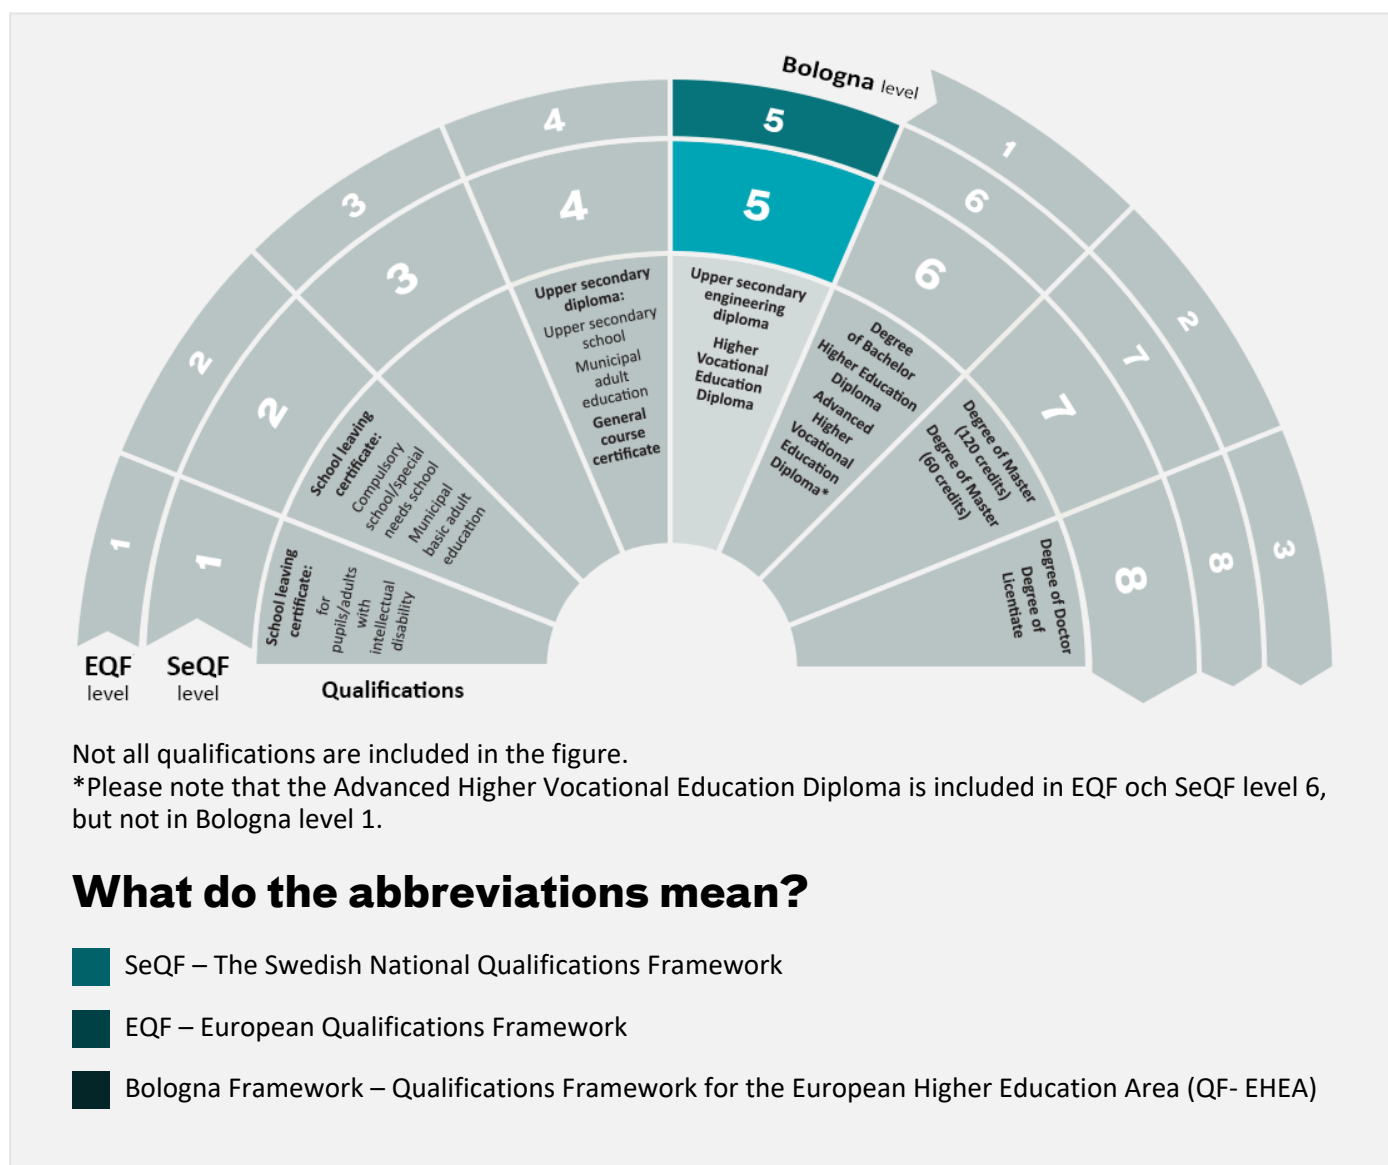 Bologna level
1
2
3
4
5
1
2
3
6
7
8
1
2
3
4
5
6
7
8
School leaving
certificate:
for
pupils/adults
with
intellectual
disability
School leaving
certificate:
Compulsory
school/special
needs school
Municipal
basic adult
education
Upper secondary
diploma:
Upper secondary
school
Municipal
adult
education
General
course
certificate
Upper secondary
engineering
diploma
Higher
Vocational
Education
Diploma
Degree
of Bachelor
Higher Education
Diploma
Advanced
Higher
Vocational
Education
Diploma*
Degree of Master
(120 credits)
Degree of Master
(60 credits)
Degree of Doctor
Degree of
Licentiate
EQF
level
SeQF
level
Qualifications
Not all qualifications are included in the figure.
*Please note that the Advanced Higher Vocational Education Diploma is included in EQF och SeQF level 6,
but not in Bologna level 1.
What do the abbreviations mean?
SeQF – The Swedish National Qualifications Framework
EQF – European Qualifications Framework
Bologna Framework – Qualifications Framework for the European Higher Education Area (QF- EHEA)